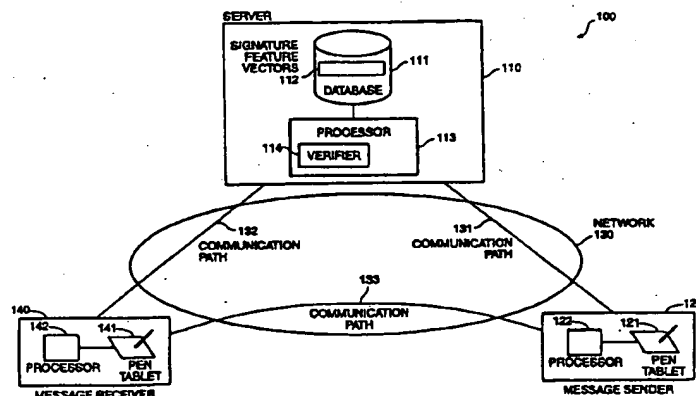 SERVER
100
SIGNATURE
FEATURE
VECTORS
112
111
DATABASE
110
PROCESSOR
113
114
VERIFIER
132
COMMUNICATION
PATH
131
COMMUNICATION
PATH
NETWORK
130
133
COMMUNICATION
PATH
140
142
141
PROCESSOR
PEN
TABLET
MESSAGE RECEIVER
12
122
121
PROCESSOR
PEN
TABLET
MESSAGE SENDER